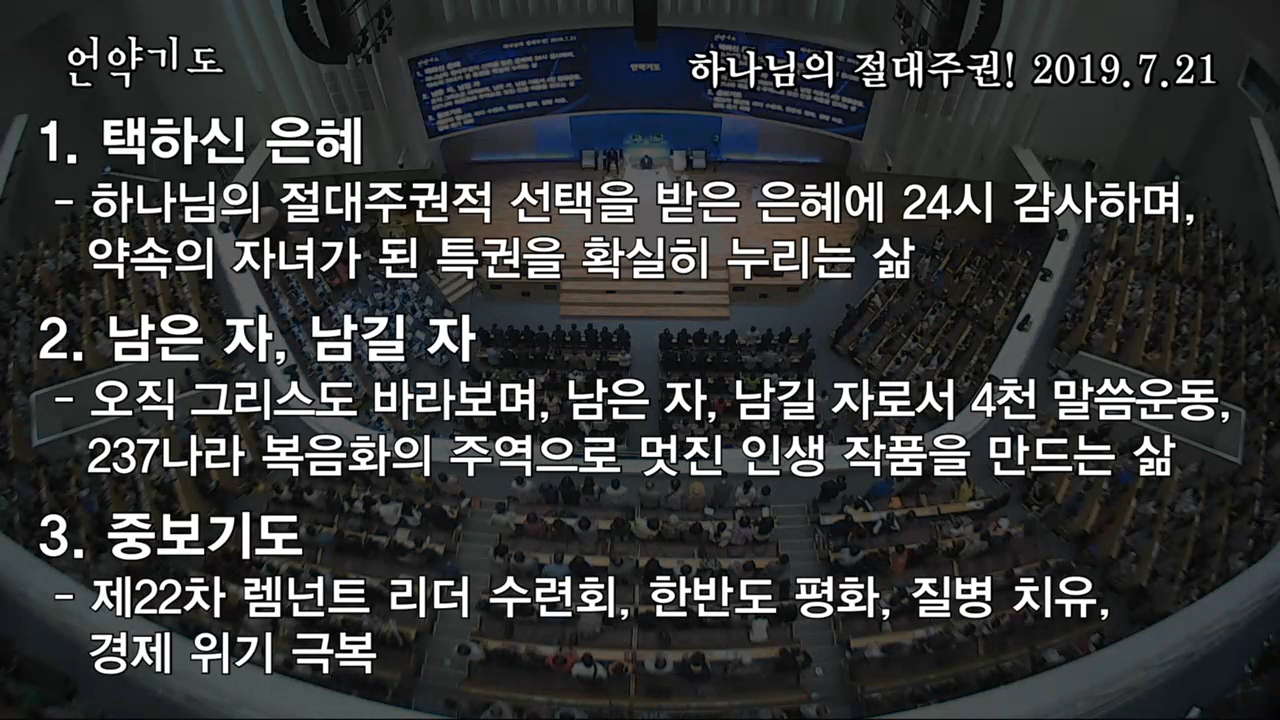 언약기도
하나님의 절대주권! 2019.7.21
1. 택하신 은혜
- 하나님의 절대주권적 선택을 받은 은혜에 24시 감사하며,
약속의 자녀가 된 특권을 확실히 누리는 삶
2. 남은 자, 남길 자
- 오직 그리스도 바라보며, 남은 자, 남길 자로서 4천 말씀운동,
237나라 복음화의 주역으로 멋진 인생 작품을 만드는 삶
3. 중보기도
- 제22차 렘넌트 리더 수련회, 한반도 평화, 질병 치유,
경제 위기 극복